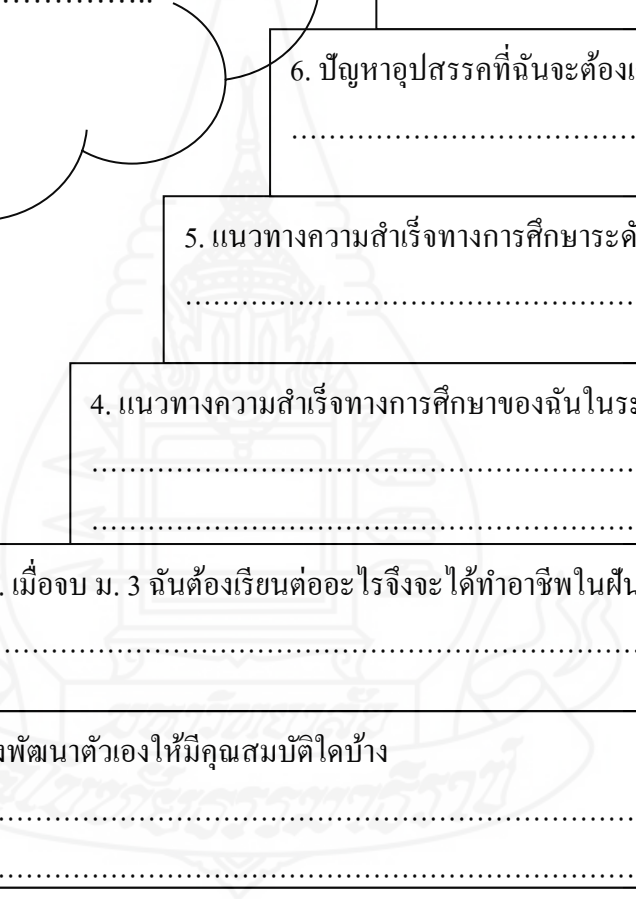 ……………..
6. ปัญหาอุปสรรคที่ฉันจะต้องเ
………………………………
5. แนวทางความสำเร็จทางการศึกษาระดั
…………………………………………
4. แนวทางความสำเร็จทางการศึกษาของฉันในระ
……………………………………………………
……………………………………………………
. เมื่อจบ ม. 3 ฉันต้องเรียนต่ออะไรจึงจะได้ทำอาชีพในฝัน
………………………………………………………………
งพัฒนาตัวเองให้มีคุณสมบัติใดบ้าง
………………………………………………………………
………………………………………………………………